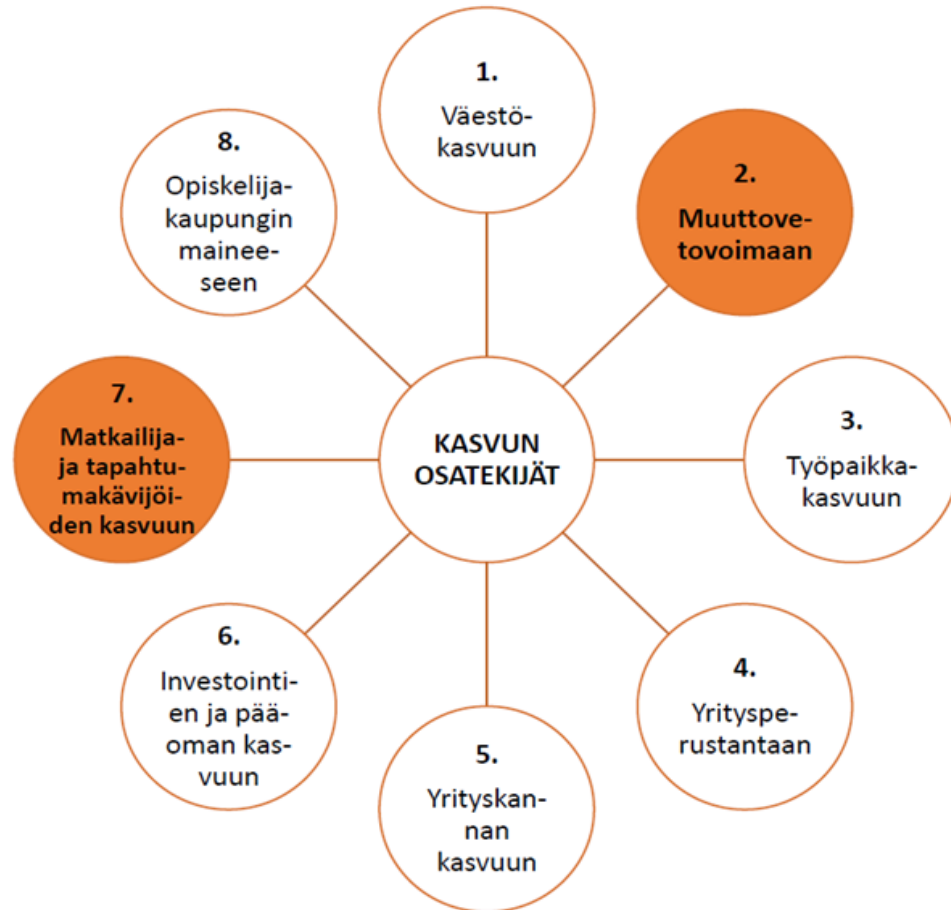 1.
Väestö-
kasvuun
2.
Muuttove-
tovoimaan
3.
Työpaikka-
kasvuun
4.
Yrityspe-
rustantaan
5.
Yrityskan-
nan
kasvuun
6.
Investointi-
en ja pää-
oman kas-
vuun
7.
Matkailija-
ja tapahtu-
makävijöi-
den kasvuun
8.
Opiskelija-
kaupungin
mainee-
seen
KASVUN
OSATEKIJÄT